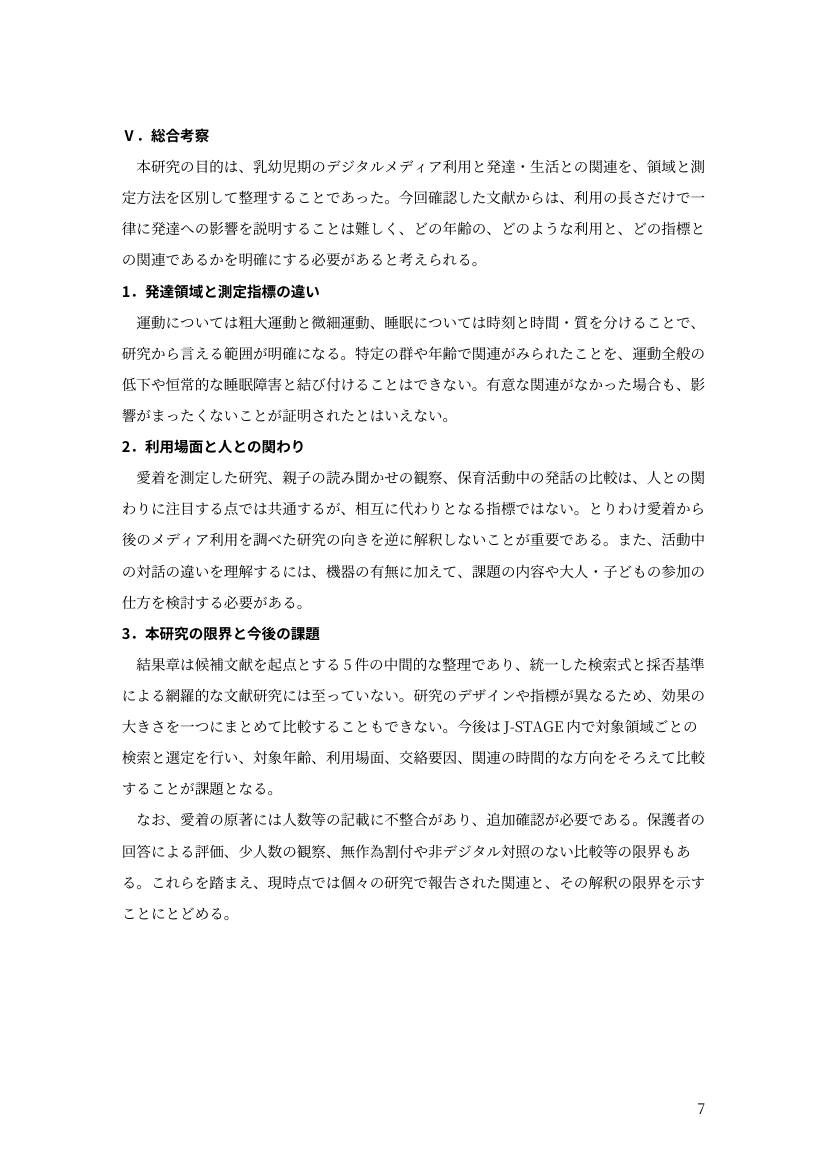 Ⅴ．総合考察
本研究の目的は、乳幼児期のデジタルメディア利用と発達・生活との関連を、領域と測
定方法を区別して整理することであった。今回確認した文献からは、利用の長さだけで一
律に発達への影響を説明することは難しく、どの年齢の、どのような利用と、どの指標と
の関連であるかを明確にする必要があると考えられる。
1．発達領域と測定指標の違い
運動については粗大運動と微細運動、睡眠については時刻と時間・質を分けることで、
研究から言える範囲が明確になる。特定の群や年齢で関連がみられたことを、運動全般の
低下や恒常的な睡眠障害と結び付けることはできない。有意な関連がなかった場合も、影
響がまったくないことが証明されたとはいえない。
2．利用場面と人との関わり
愛着を測定した研究、親子の読み聞かせの観察、保育活動中の発話の比較は、人との関
わりに注目する点では共通するが、相互に代わりとなる指標ではない。とりわけ愛着から
後のメディア利用を調べた研究の向きを逆に解釈しないことが重要である。また、活動中
の対話の違いを理解するには、機器の有無に加えて、課題の内容や大人・子どもの参加の
仕方を検討する必要がある。
3．本研究の限界と今後の課題
結果章は候補文献を起点とする 5 件の中間的な整理であり、統一した検索式と採否基準
による網羅的な文献研究には至っていない。研究のデザインや指標が異なるため、効果の
大きさを一つにまとめて比較することもできない。今後は J-STAGE 内で対象領域ごとの
検索と選定を行い、対象年齢、利用場面、交絡要因、関連の時間的な方向をそろえて比較
することが課題となる。
なお、愛着の原著には人数等の記載に不整合があり、追加確認が必要である。保護者の
回答による評価、少人数の観察、無作為割付や非デジタル対照のない比較等の限界もあ
る。これらを踏まえ、現時点では個々の研究で報告された関連と、その解釈の限界を示す
ことにとどめる。
7